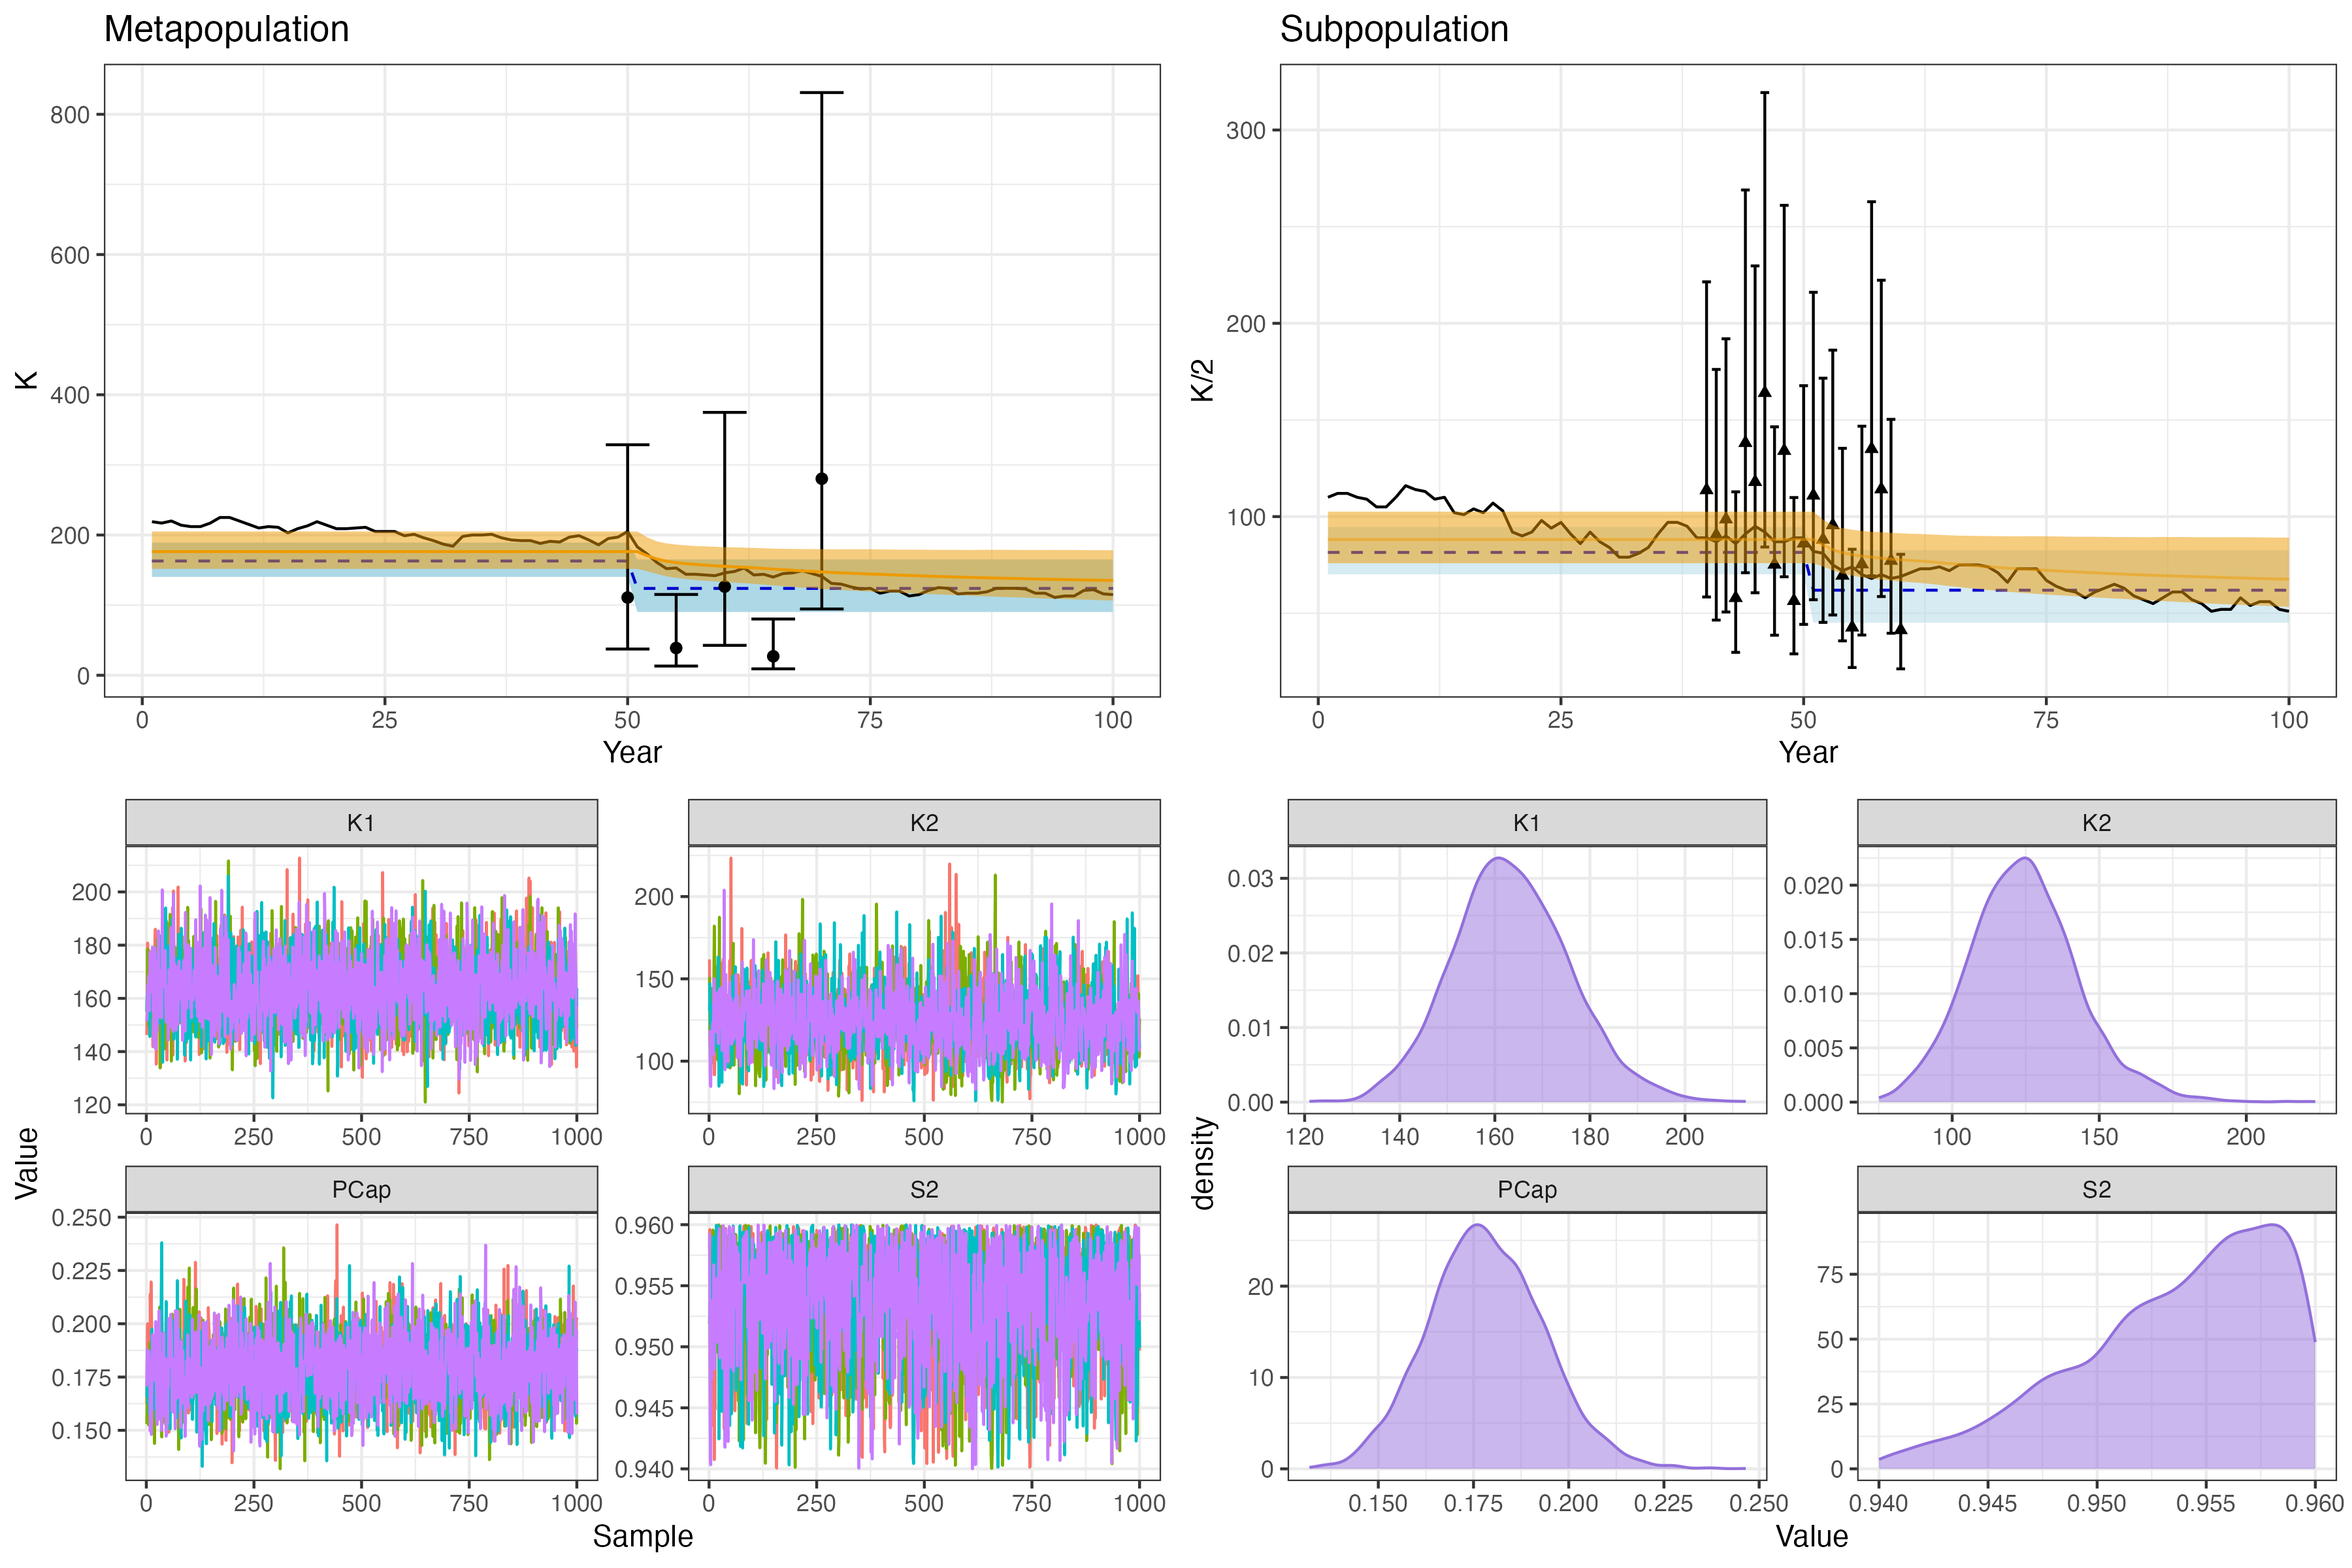 Metapopulation
Subpopulation
K
800
600
400
200
0
0 25 50 75 100
Year
K/2
300
200
100
0 25 50 75 100
Year
K1
K2
K1
K2
Value
200
180
160
140
120
0 250 500 750 1000
200
150
100
0 250 500 750 1000
density
0.03
0.02
0.01
0.00
120 140 160 180 200
0.020
0.015
0.010
0.005
0.000
100 150 200
PCap
S2
PCap
S2
0.250
0.225
0.200
0.175
0.150
0 250 500 750 1000
0.960
0.955
0.950
0.945
0.940
0 250 500 750 1000
Sample
20
10
0
0.150 0.175 0.200 0.225 0.250
75
50
25
0
0.940 0.945 0.950 0.955 0.960
Value